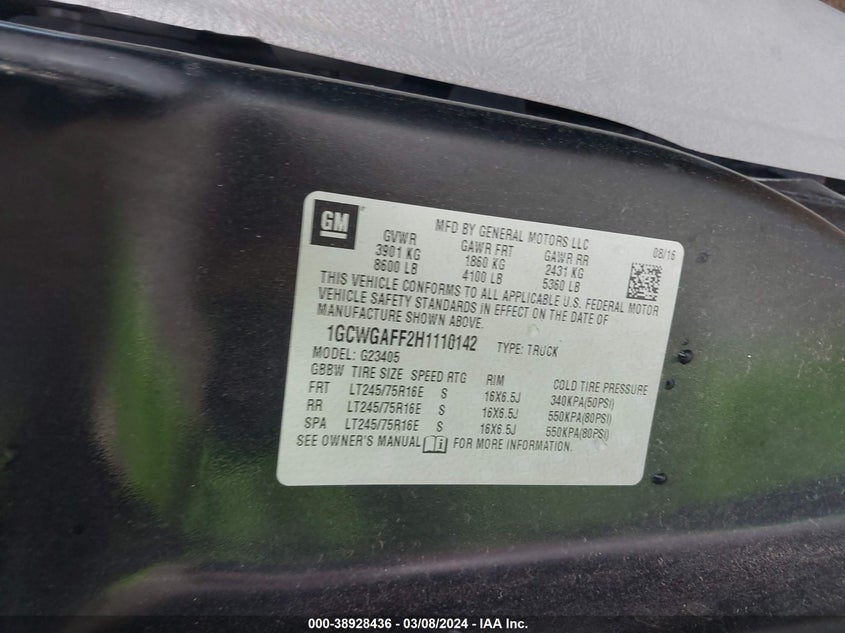 GM
MFD BY GENERAL MOTORS LLC 08/16
GVWR GAWR FRT GAWR RR
3901 KG 1860 KG 2431 KG
8600 LB 4100 LB 5360 LB
THIS VEHICLE CONFORMS TO ALL APPLICABLE U.S. FEDERAL MOTOR
VEHICLE SAFETY STANDARDS IN EFFECT ON THE DATE OF
MANUFACTURE SHOWN ABOVE.
1GCWGAFF2H1110142 TYPE: TRUCK
MODEL: G23405
GBBW TIRE SIZE SPEED RTG RIM COLD TIRE PRESSURE
FRT LT245/75R16E S 16X6.5J 340KPA(50PSI)
RR LT245/75R16E S 16X6.5J 550KPA(80PSI)
SPA LT245/75R16E S 16X6.5J 550KPA(80PSI)
SEE OWNER'S MANUAL i FOR MORE INFORMATION.
000-38928436 - 03/08/2024 - IAA Inc.